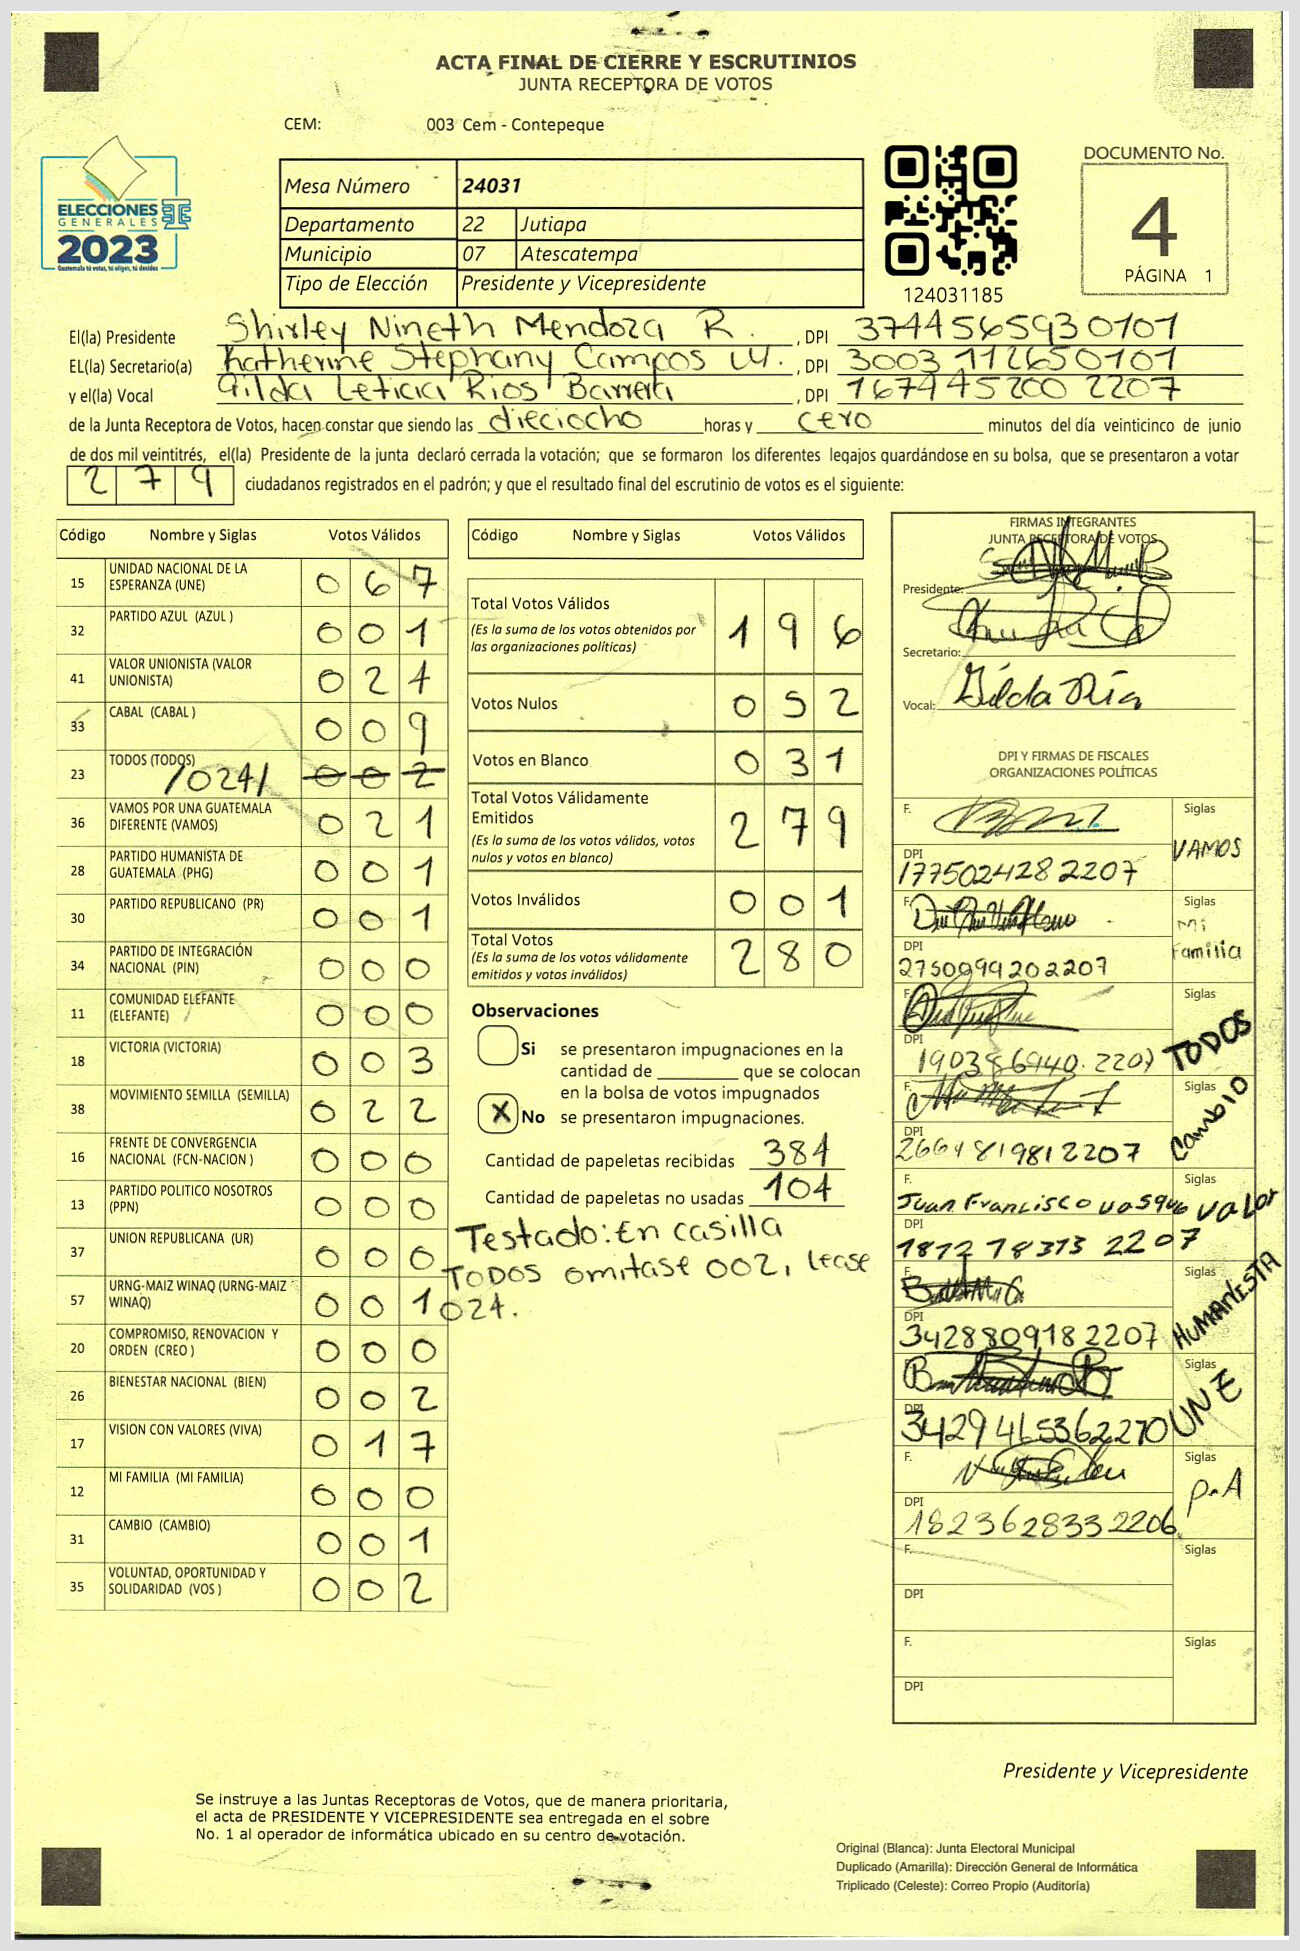 ACTA FINAL DE CIERRE Y ESCRUTINIOS
JUNTA RECEPTORA DE VOTOS
CEM: 003 Cem - Contepeque
ELECCIONES
GENERALES
2023
Guatemala tú votas, tú eliges, tú decides
Mesa Número 24031
Departamento 22 Jutiapa
Municipio 07 Atescatempa
Tipo de Elección Presidente y Vicepresidente
124031185
DOCUMENTO No.
4
PÁGINA 1
El(la) Presidente Shirley Nineth Mendoza R. , DPI 3744565930101
EL(la) Secretario(a) Katherine Stephany Campos , DPI 3003 112650101
y el(la) Vocal Gilda Leticia Rios Barrera , DPI 167445200 2207
de la Junta Receptora de Votos, hacen constar que siendo las dieciocho horas y cero minutos del día veinticinco de junio
de dos mil veintitrés, el(la) Presidente de la junta declaró cerrada la votación; que se formaron los diferentes legajos guardándose en su bolsa, que se presentaron a votar
2 7 9 ciudadanos registrados en el padrón; y que el resultado final del escrutinio de votos es el siguiente:
Código Nombre y Siglas Votos Válidos
15 UNIDAD NACIONAL DE LA ESPERANZA (UNE) 0 6 7
32 PARTIDO AZUL (AZUL ) 0 0 1
41 VALOR UNIONISTA (VALOR UNIONISTA) 0 2 4
33 CABAL (CABAL ) 0 0 9
23 TODOS (TODOS) /024/ 0 0 2
36 VAMOS POR UNA GUATEMALA DIFERENTE (VAMOS) 0 2 1
28 PARTIDO HUMANISTA DE GUATEMALA (PHG) 0 0 1
30 PARTIDO REPUBLICANO (PR) 0 0 1
34 PARTIDO DE INTEGRACIÓN NACIONAL (PIN) 0 0 0
11 COMUNIDAD ELEFANTE (ELEFANTE) 0 0 0
18 VICTORIA (VICTORIA) 0 0 3
38 MOVIMIENTO SEMILLA (SEMILLA) 0 2 2
16 FRENTE DE CONVERGENCIA NACIONAL (FCN-NACION ) 0 0 0
13 PARTIDO POLITICO NOSOTROS (PPN) 0 0 0
37 UNION REPUBLICANA (UR) 0 0 0
57 URNG-MAIZ WINAQ (URNG-MAIZ WINAQ) 0 0 1
20 COMPROMISO, RENOVACION Y ORDEN (CREO ) 0 0 0
26 BIENESTAR NACIONAL (BIEN) 0 0 2
17 VISION CON VALORES (VIVA) 0 1 7
12 MI FAMILIA (MI FAMILIA) 0 0 0
31 CAMBIO (CAMBIO) 0 0 1
35 VOLUNTAD, OPORTUNIDAD Y SOLIDARIDAD (VOS ) 0 0 2
Código Nombre y Siglas Votos Válidos
Total Votos Válidos 1 9 6
(Es la suma de los votos obtenidos por
las organizaciones políticas)
Votos Nulos 0 5 2
Votos en Blanco 0 3 1
Total Votos Válidamente
Emitidos 2 7 9
(Es la suma de los votos válidos, votos
nulos y votos en blanco)
Votos Inválidos 0 0 1
Total Votos 2 8 0
(Es la suma de los votos válidamente
emitidos y votos inválidos)
Observaciones
Si se presentaron impugnaciones en la
cantidad de ________ que se colocan
en la bolsa de votos impugnados
X No se presentaron impugnaciones.
Cantidad de papeletas recibidas 384
Cantidad de papeletas no usadas 104
Testado: En casilla
TODOS omitase 002, lease
024.
FIRMAS INTEGRANTES
JUNTA RECEPTORA DE VOTOS
Presidente:
Secretario:
Vocal: Gilda Ríos
DPI Y FIRMAS DE FISCALES
ORGANIZACIONES POLÍTICAS
F. Siglas
VAMOS
DPI
1775024282207
F. Siglas
Mi
Familia
DPI
2750994202207
F. Siglas
TODOS
DPI
190386940.2207
F. Siglas
Cambio
DPI
2664819812207
F. Siglas
Juan Francisco
Valor
DPI
1872 78373 2207
F. Siglas
HUMANISTA
DPI
3428809182207
F. Siglas
UNE
DPI
3429465362270
F. Siglas
P.A
DPI
1823628332206
F. Siglas
DPI
F. Siglas
DPI
Presidente y Vicepresidente
Se instruye a las Juntas Receptoras de Votos, que de manera prioritaria,
el acta de PRESIDENTE Y VICEPRESIDENTE sea entregada en el sobre
No. 1 al operador de informática ubicado en su centro de votación.
Original (Blanca): Junta Electoral Municipal
Duplicado (Amarilla): Dirección General de Informática
Triplicado (Celeste): Correo Propio (Auditoría)